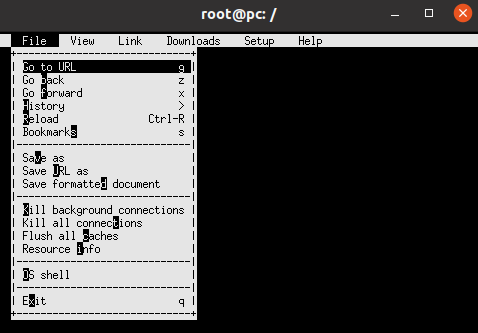 root@pc: /
File View Link Downloads Setup Help
Go to URL g
Go back z
Go forward x
History >
Reload Ctrl-R
Bookmarks s
Save as
Save URL as
Save formatted document
Kill background connections
Kill all connections
Flush all caches
Resource info
OS shell
Exit q